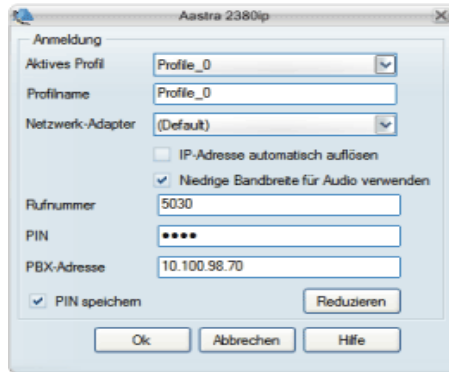 Aastra 2380ip
Anmeldung
Aktives Profil Profile_0
Profilname Profile_0
Netzwerk-Adapter (Default)
IP-Adresse automatisch auflösen
Niedrige Bandbreite für Audio verwenden
Rufnummer 5030
PIN ••••
PBX-Adresse 10.100.98.70
PIN speichern Reduzieren
Ok Abbrechen Hilfe